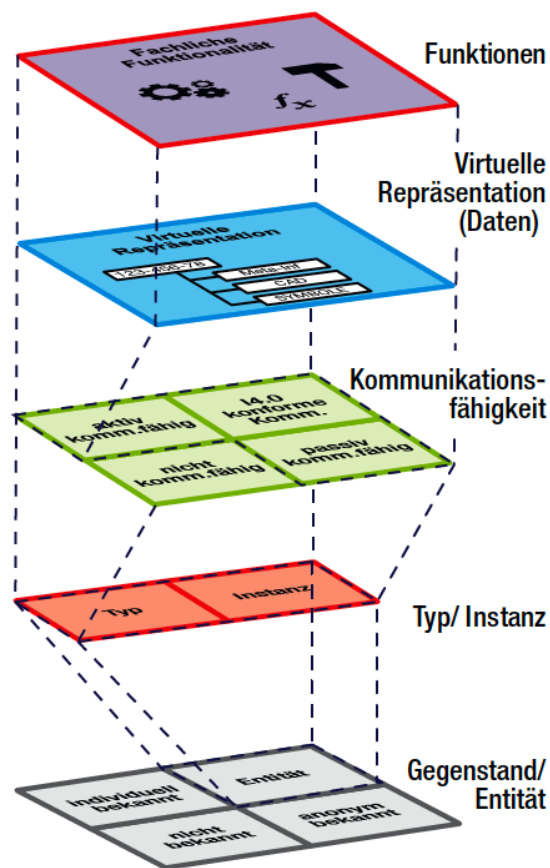 Fachliche
Funktionalität
fx
Funktionen
Virtuelle
Repräsentation
(Daten)
Virtuelle
Repräsentation
123-456-78
Meta-Inf
CAD
SYMBOLE
Kommunikations-
fähigkeit
aktiv
komm.fähig
I4.0
konforme
Komm.
nicht
komm.fähig
passiv
komm.fähig
Typ
Instanz
Typ/ Instanz
Gegenstand/
Entität
individuell
bekannt
Entität
nicht
bekannt
anonym
bekannt